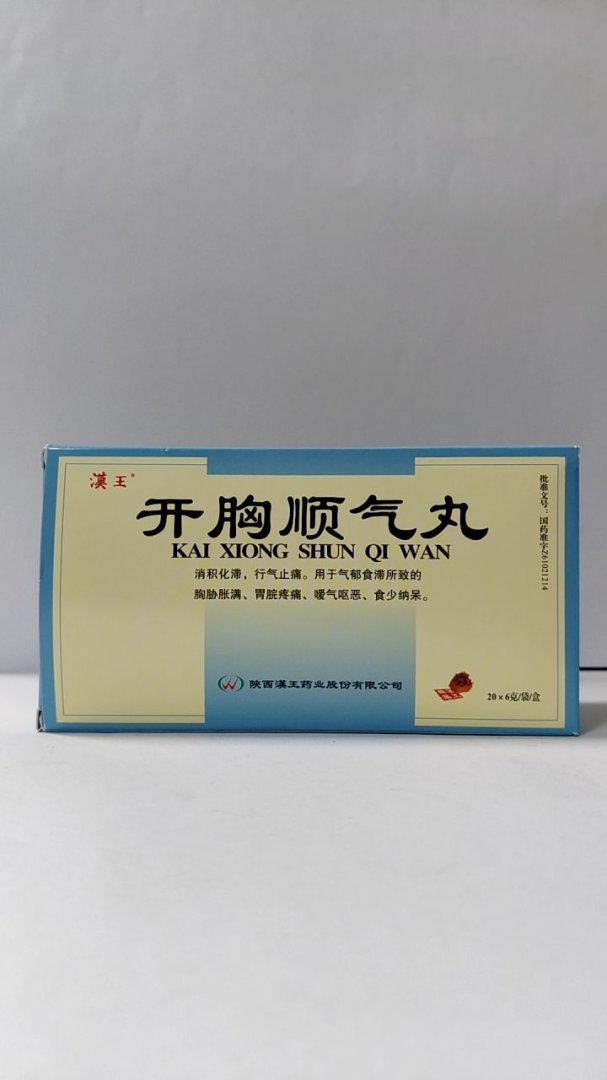 漢王®
开胸顺气丸
KAI XIONG SHUN QI WAN
消积化滞，行气止痛。用于气郁食滞所致的
胸胁胀满、胃脘疼痛、嗳气呕恶、食少纳呆。
批准文号：国药准字Z61021214
陕西漢王药业股份有限公司
20×6克/袋/盒